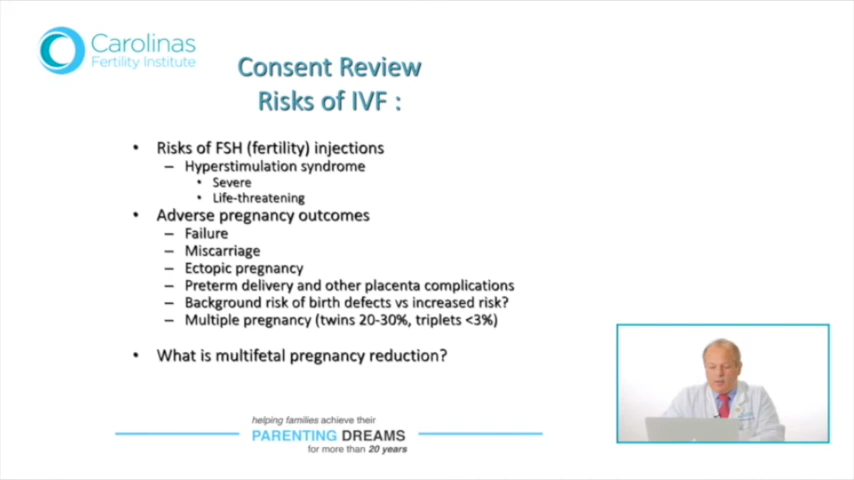 Carolinas
Fertility Institute
Consent Review
Risks of IVF :
• Risks of FSH (fertility) injections
– Hyperstimulation syndrome
• Severe
• Life-threatening
• Adverse pregnancy outcomes
– Failure
– Miscarriage
– Ectopic pregnancy
– Preterm delivery and other placenta complications
– Background risk of birth defects vs increased risk?
– Multiple pregnancy (twins 20-30%, triplets <3%)
• What is multifetal pregnancy reduction?
helping families achieve their
PARENTING DREAMS
for more than 20 years